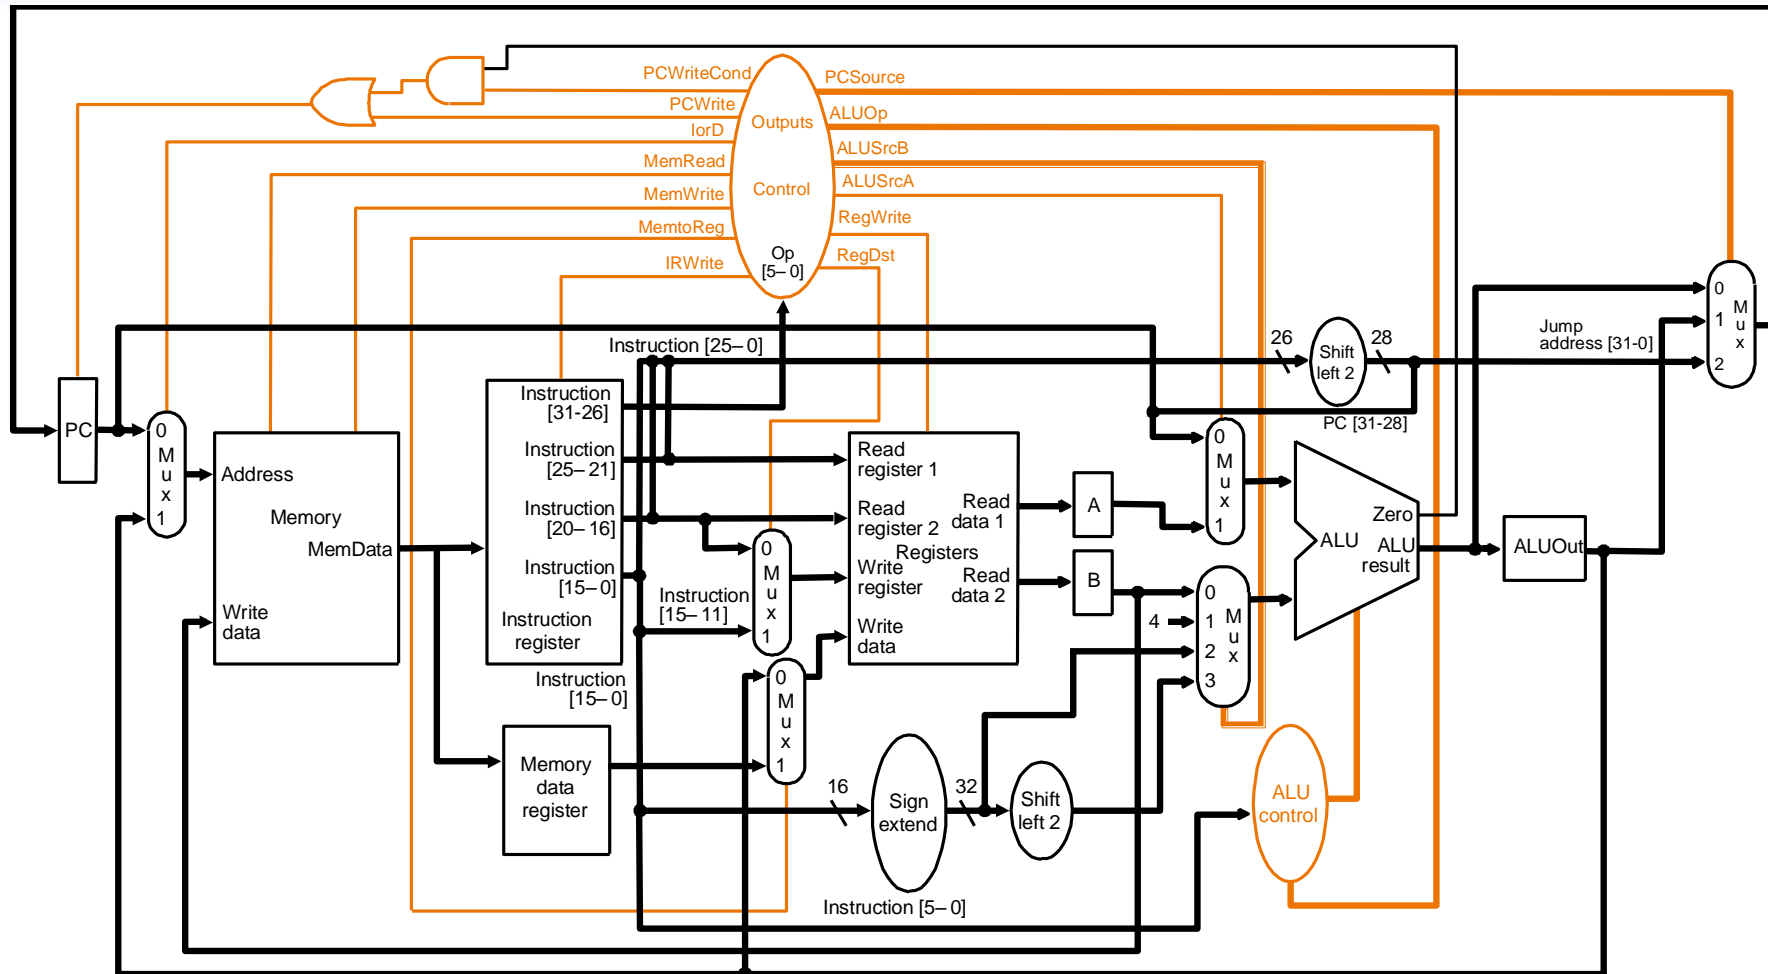 PCWriteCond
PCSource
PCWrite
ALUOp
Outputs
IorD
ALUSrcB
MemRead
ALUSrcA
Control
MemWrite
RegWrite
MemtoReg
Op
[5–0]
RegDst
IRWrite
Instruction [25–0]
26
28
Shift
left 2
Jump
address [31-0]
0
1
2
M
u
x
PC [31-28]
PC
0
M
u
x
1
Address
Memory
MemData
Write
data
Instruction
[31-26]
Instruction
[25–21]
Instruction
[20–16]
Instruction
[15–0]
Instruction
register
Instruction
[15–11]
Instruction
[15–0]
0
M
u
x
1
0
M
u
x
1
Read
register 1
Read
register 2
Registers
Write
register
Write
data
Read
data 1
Read
data 2
A
B
4
0
M
u
x
1
0
1
2
3
M
u
x
Zero
ALU
ALU
result
ALUOut
Memory
data
register
16
Sign
extend
32
Shift
left 2
ALU
control
Instruction [5–0]